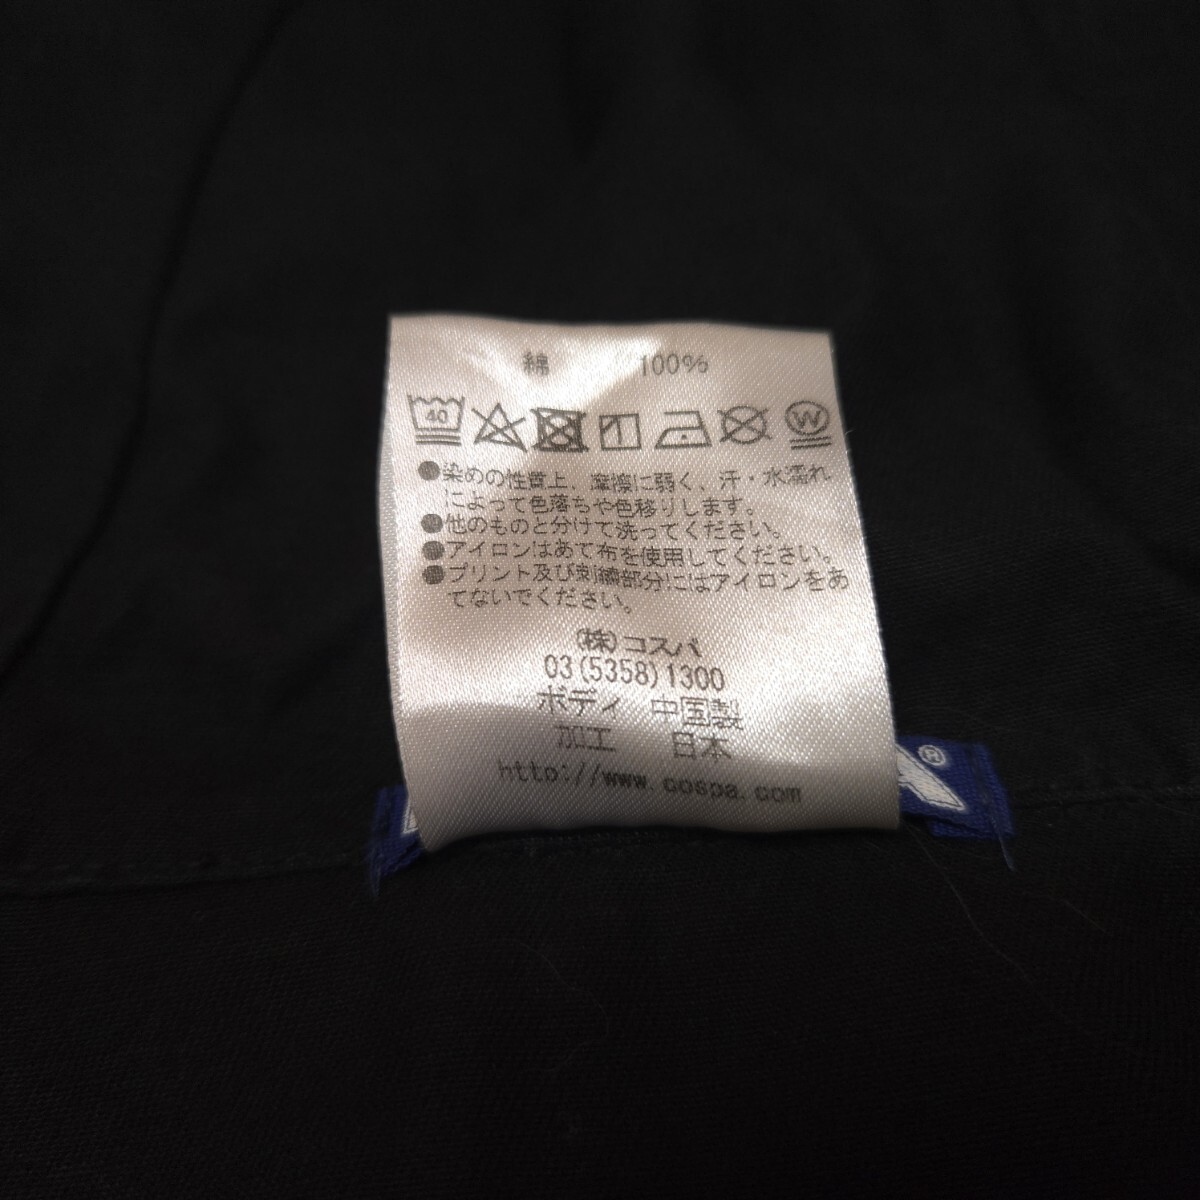 綿 100%
40 W
●染めの性質上、摩擦に弱く、汗・水濡れ
によって色落ちや色移りします。
●他のものと分けて洗ってください。
●アイロンはあて布を使用してください。
●プリント及び刺繍部分にはアイロンをあ
てないでください。
(株)コスパ
03(5358)1300
ボディ 中国製
加工 日本
http://www.cospa.com
A®